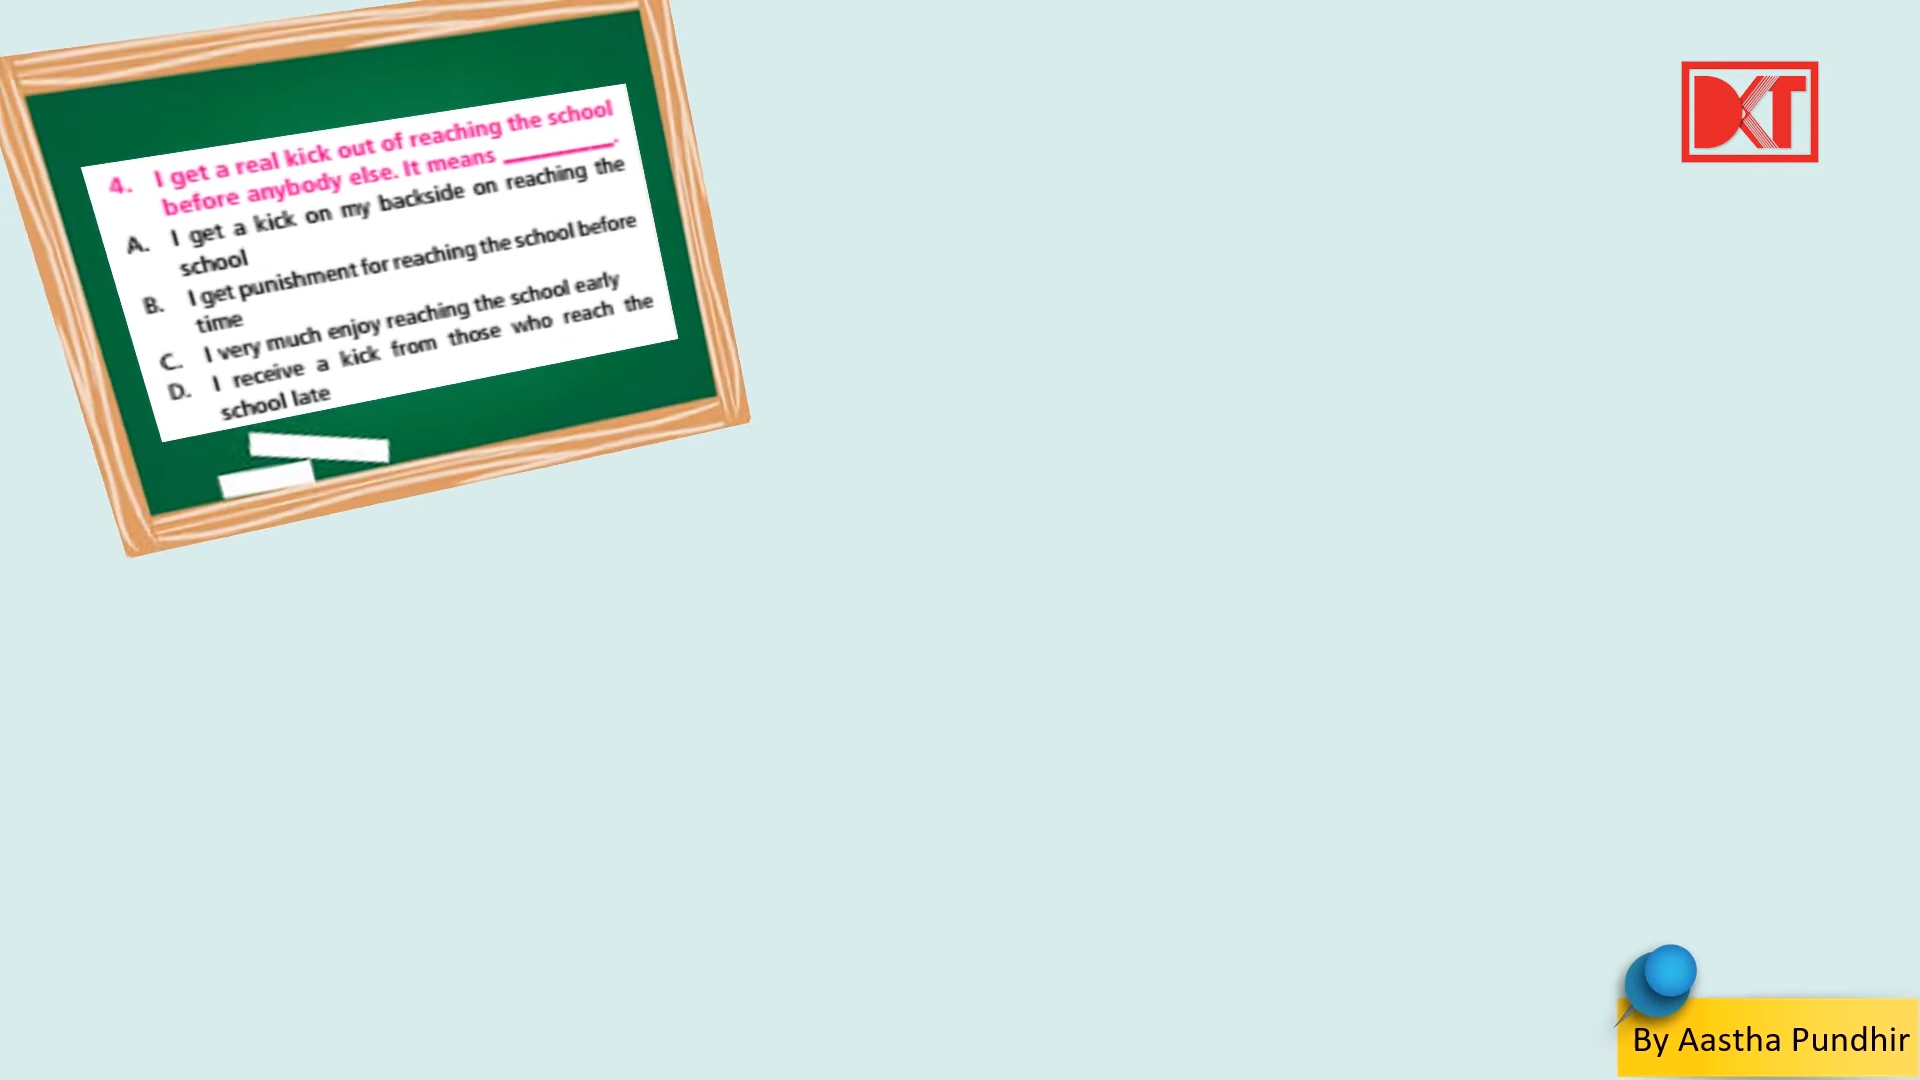 4. I get a real kick out of reaching the school
before anybody else. It means __________.
A. I get a kick on my backside on reaching the
school
B. I get punishment for reaching the school before
time
C. I very much enjoy reaching the school early
D. I receive a kick from those who reach the
school late
DKT
By Aastha Pundhir